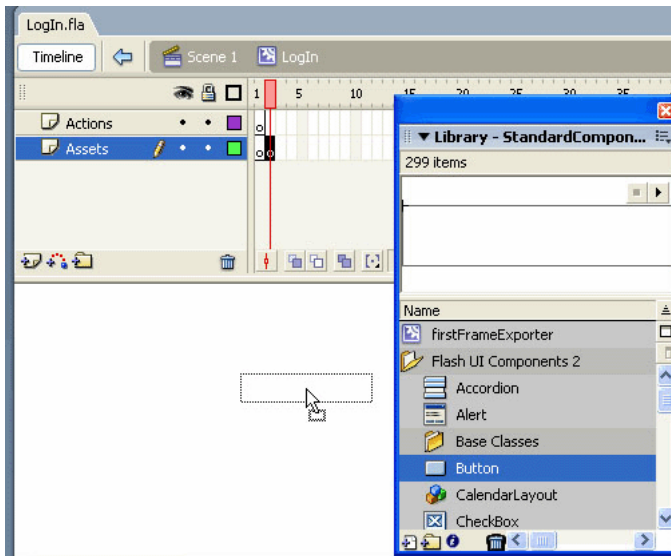 LogIn.fla
Timeline Scene 1 LogIn
1 5 10 15 20 25 30 35
Actions
Assets
Library - StandardCompon...
299 items
Name
firstFrameExporter
Flash UI Components 2
Accordion
Alert
Base Classes
Button
CalendarLayout
CheckBox